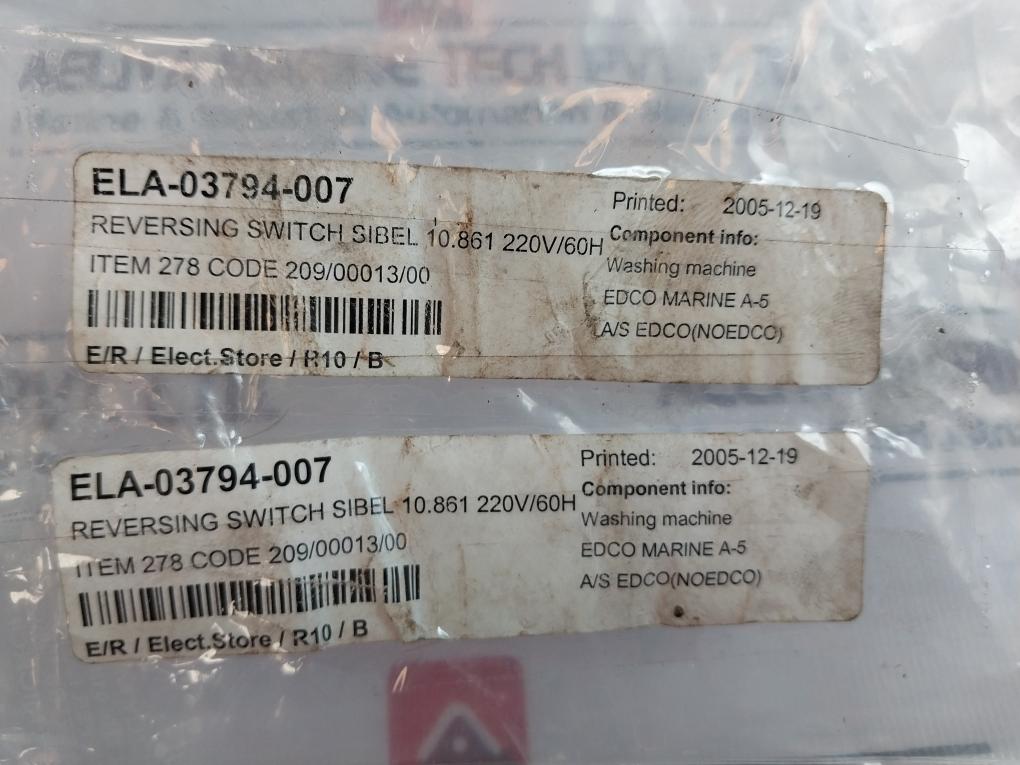 TECH
ELA-03794-007
REVERSING SWITCH SIBEL 10.861 220V/60H
ITEM 278 CODE 209/00013/00
E/R / Elect.Store / R10 / B
Printed: 2005-12-19
Component info:
Washing machine
EDCO MARINE A-5
A/S EDCO(NOEDCO)
ELA-03794-007
REVERSING SWITCH SIBEL 10.861 220V/60H
ITEM 278 CODE 209/00013/00
E/R / Elect.Store / R10 / B
Printed: 2005-12-19
Component info:
Washing machine
EDCO MARINE A-5
A/S EDCO(NOEDCO)